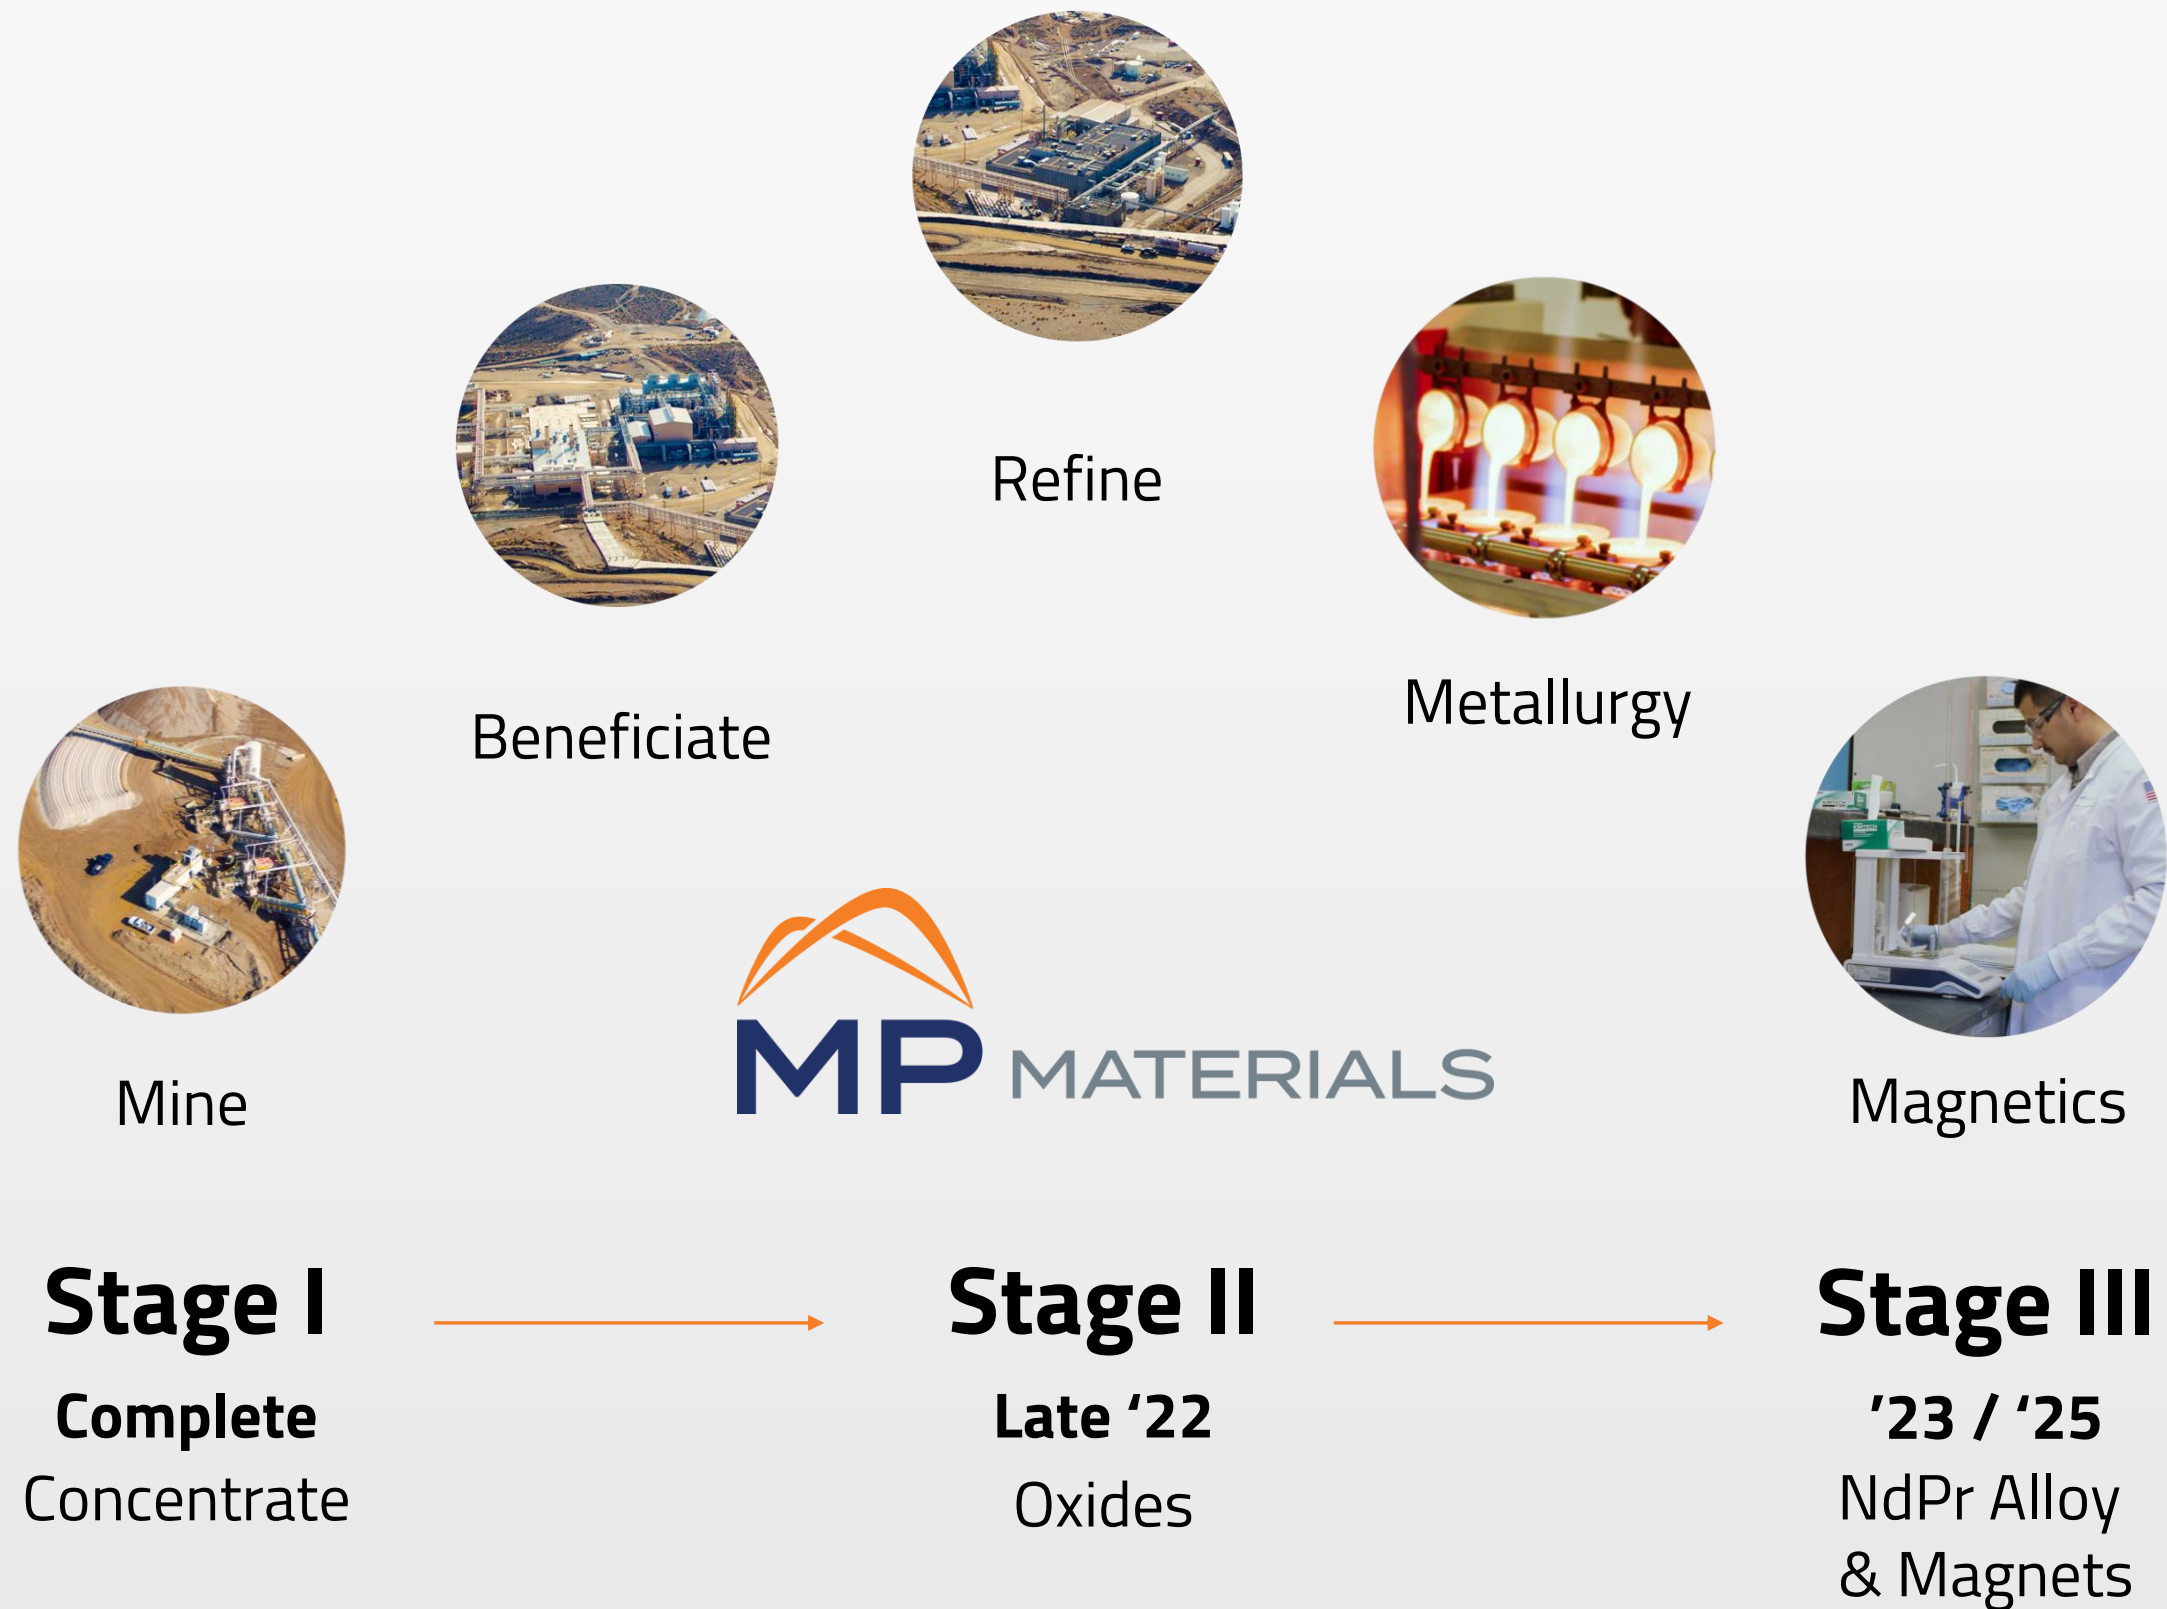 Refine
Beneficiate
Metallurgy
Mine
MP MATERIALS
Magnetics
Stage I
Stage II
Stage III
Complete
Late ‘22
’23 / ‘25
Concentrate
Oxides
NdPr Alloy
& Magnets